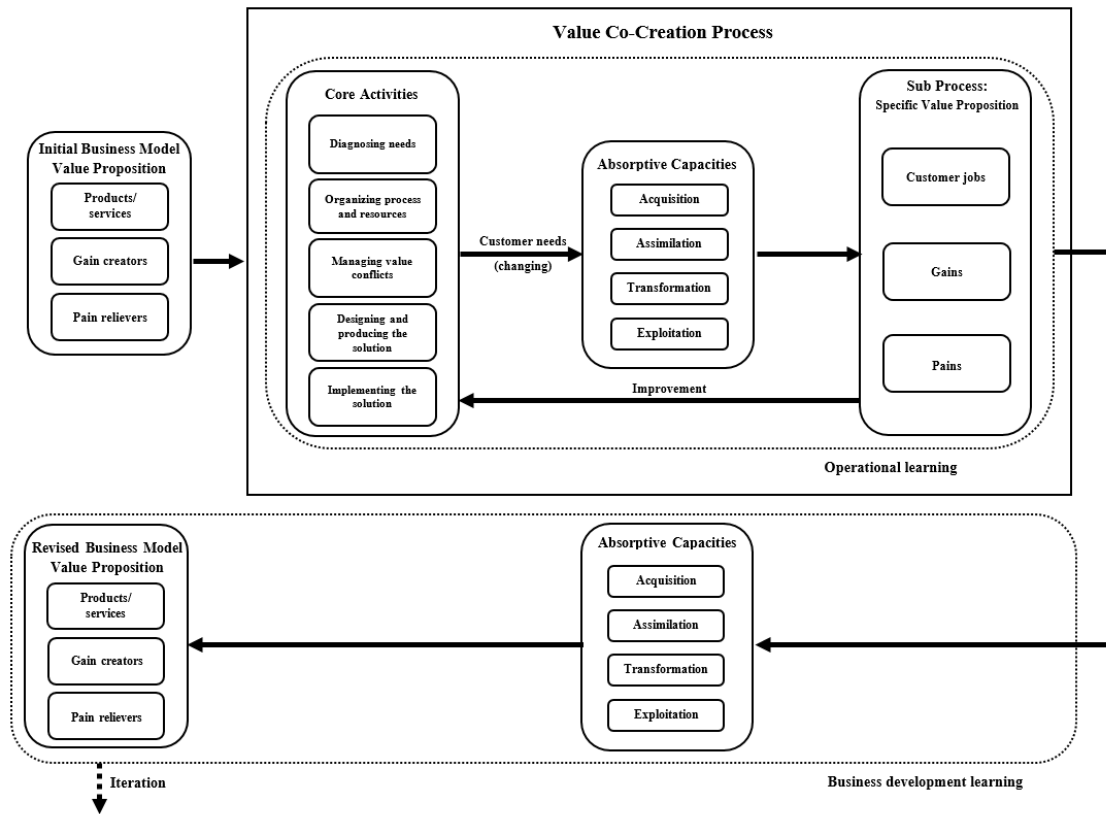 Value Co-Creation Process
Initial Business Model
Value Proposition
Products/
services
Gain creators
Pain relievers
Core Activities
Diagnosing needs
Organizing process
and resources
Managing value
conflicts
Designing and
producing the
solution
Implementing the
solution
Customer needs
(changing)
Absorptive Capacities
Acquisition
Assimilation
Transformation
Exploitation
Sub Process:
Specific Value Proposition
Customer jobs
Gains
Pains
Improvement
Operational learning
Revised Business Model
Value Proposition
Products/
services
Gain creators
Pain relievers
Absorptive Capacities
Acquisition
Assimilation
Transformation
Exploitation
Iteration
Business development learning